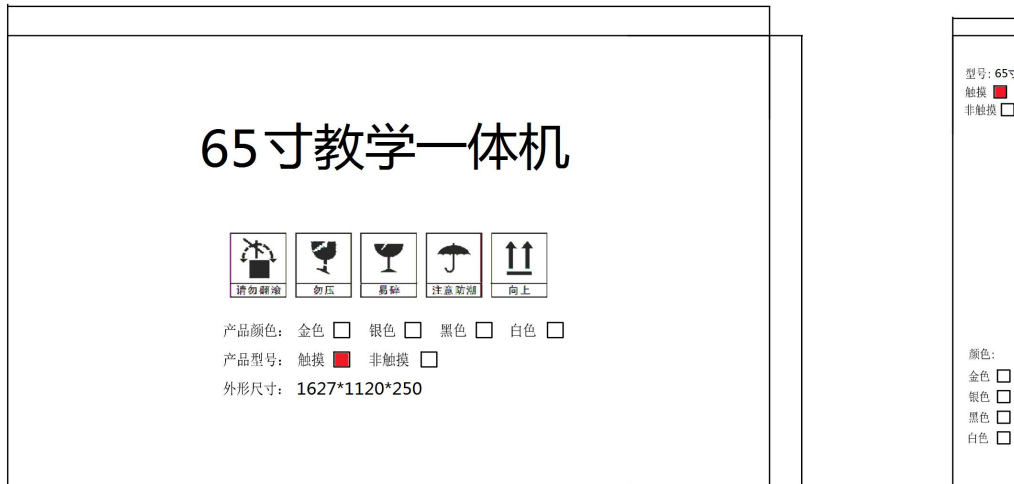 65寸教学一体机
请勿翻滚 勿压 易碎 注意防潮 向上
产品颜色： 金色 □ 银色 □ 黑色 □ 白色 □
产品型号： 触摸 ■ 非触摸 □
外形尺寸： 1627*1120*250
型号：65寸
触摸 ■
非触摸 □
颜色：
金色 □
银色 □
黑色 □
白色 □